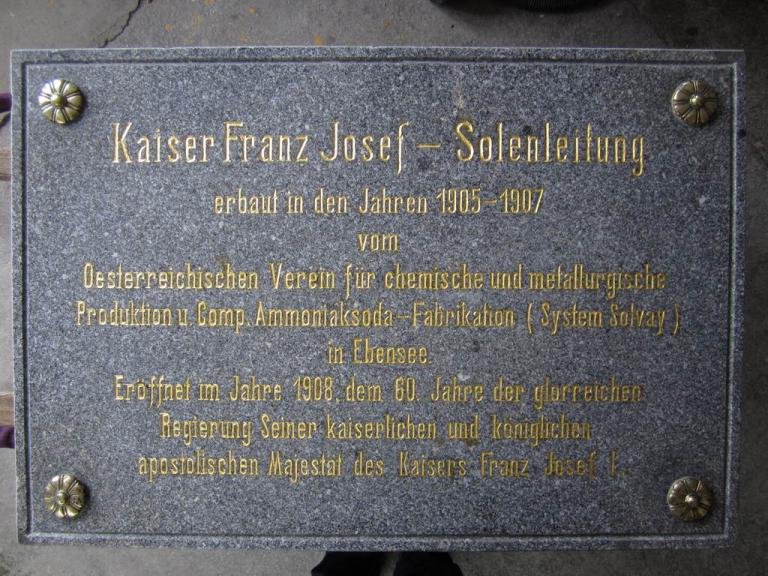 Kaiser Franz Josef – Solenleitung
erbaut in den Jahren 1905–1907
vom
Oesterreichischen Verein für chemische und metallurgische
Produktion u. Comp. Ammoniaksoda–Fabrikation ( System Solvay )
in Ebensee.
Eröffnet im Jahre 1908, dem 60. Jahre der glorreichen
Regierung Seiner kaiserlichen und königlichen
apostolischen Majestat des Kaisers Franz Josef I.